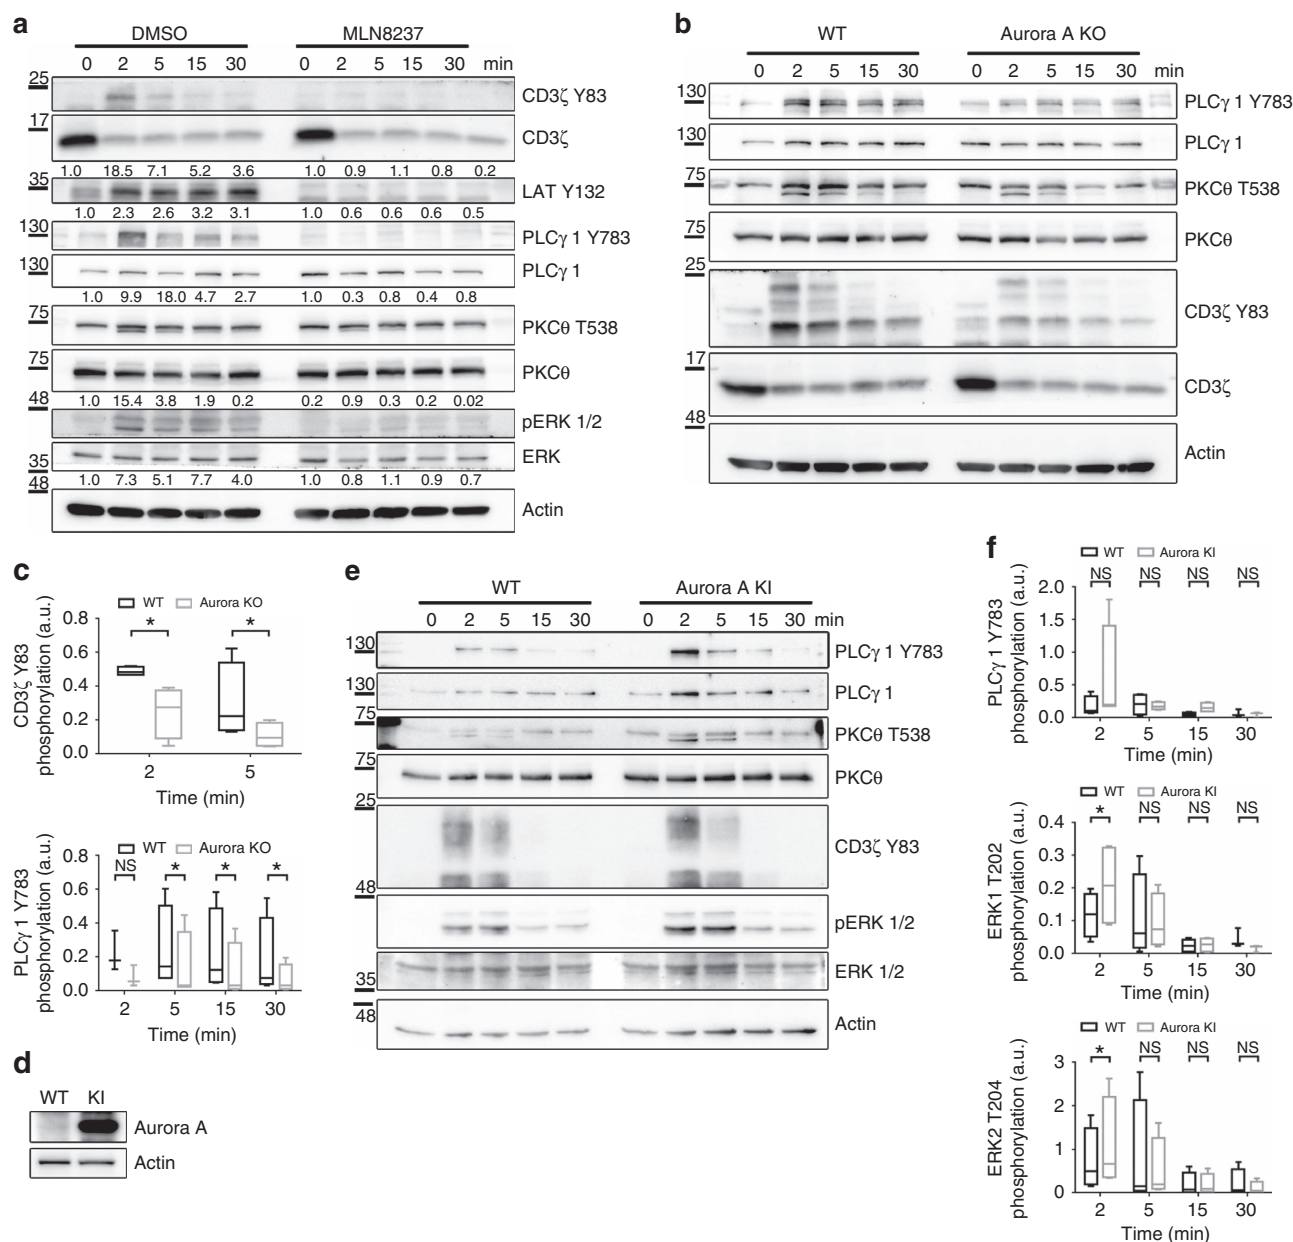 a
DMSO MLN8237
0 2 5 15 30 0 2 5 15 30 min
25 CD3ζ Y83
17 CD3ζ
1.0 18.5 7.1 5.2 3.6 1.0 0.9 1.1 0.8 0.2
35 LAT Y132
1.0 2.3 2.6 3.2 3.1 1.0 0.6 0.6 0.6 0.5
130 PLCγ 1 Y783
130 PLCγ 1
1.0 9.9 18.0 4.7 2.7 1.0 0.3 0.8 0.4 0.8
75 PKCθ T538
75 PKCθ
48 1.0 15.4 3.8 1.9 0.2 0.2 0.9 0.3 0.2 0.02
pERK 1/2
35 ERK
48 1.0 7.3 5.1 7.7 4.0 1.0 0.8 1.1 0.9 0.7
Actin
b
WT Aurora A KO
0 2 5 15 30 0 2 5 15 30 min
130 PLCγ 1 Y783
130 PLCγ 1
75 PKCθ T538
75 PKCθ
25
CD3ζ Y83
17
CD3ζ
48
Actin
c
WT Aurora KO
CD3ζ Y83
phosphorylation (a.u.)
0.8
0.6
0.4
0.2
0.0
* *
2 5
Time (min)
WT Aurora KO
PLCγ 1 Y783
phosphorylation (a.u.)
0.8
0.6
0.4
0.2
0.0
NS * * *
2 5 15 30
Time (min)
d
WT KI
Aurora A
Actin
e
WT Aurora A KI
0 2 5 15 30 0 2 5 15 30 min
130 PLCγ 1 Y783
130 PLCγ 1
75
PKCθ T538
75
PKCθ
25
CD3ζ Y83
48
pERK 1/2
ERK 1/2
35
48 Actin
f
WT Aurora KI
PLCγ 1 Y783
phosphorylation (a.u.)
NS NS NS NS
2.0
1.5
1.0
0.5
0.0
2 5 15 30
Time (min)
WT Aurora KI
ERK1 T202
phosphorylation (a.u.)
* NS NS NS
0.4
0.3
0.2
0.1
0.0
2 5 15 30
Time (min)
WT Aurora KI
ERK2 T204
phosphorylation (a.u.)
* NS NS NS
3
2
1
0
2 5 15 30
Time (min)